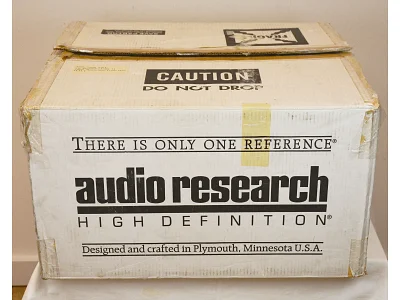 FRAGILE
CAUTION
DO NOT DROP
THERE IS ONLY ONE REFERENCE®
audio research
HIGH DEFINITION®
Designed and crafted in Plymouth, Minnesota U.S.A.